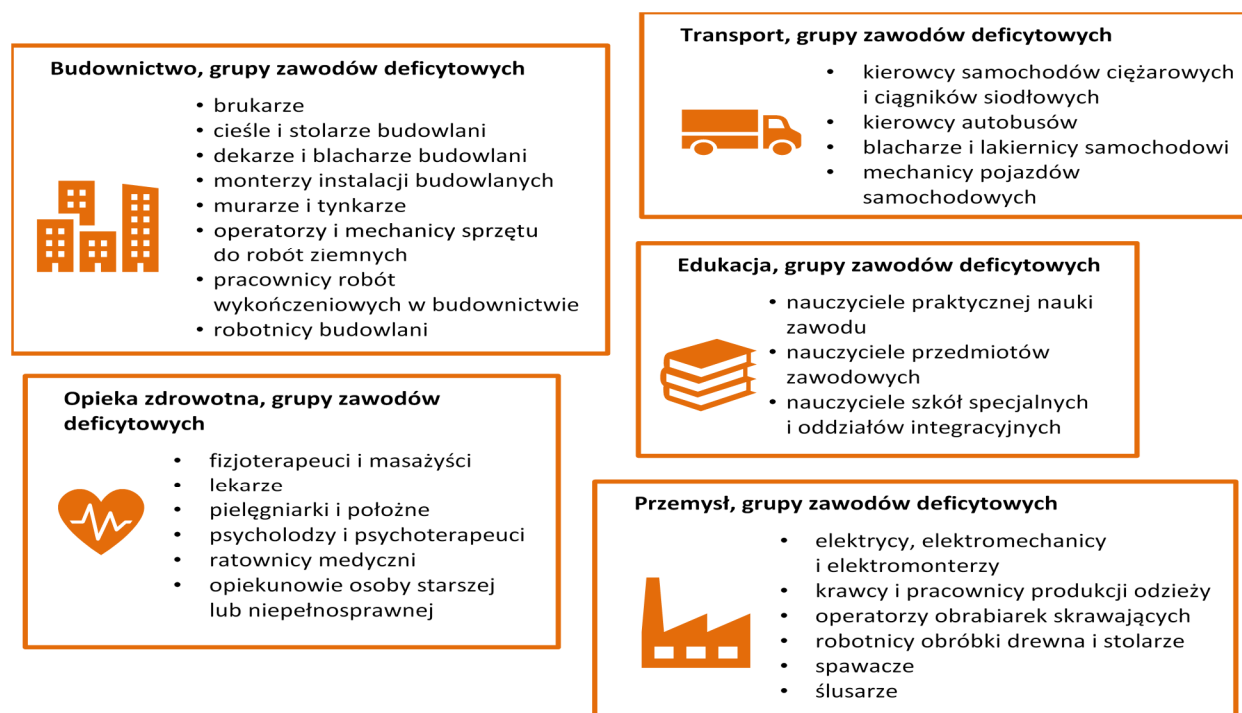 Budownictwo, grupy zawodów deficytowych
• brukarze
• cieśle i stolarze budowlani
• dekarze i blacharze budowlani
• monterzy instalacji budowlanych
• murarze i tynkarze
• operatorzy i mechanicy sprzętu
do robót ziemnych
• pracownicy robót
wykończeniowych w budownictwie
• robotnicy budowlani
Transport, grupy zawodów deficytowych
• kierowcy samochodów ciężarowych
i ciągników siodłowych
• kierowcy autobusów
• blacharze i lakiernicy samochodowi
• mechanicy pojazdów
samochodowych
Edukacja, grupy zawodów deficytowych
• nauczyciele praktycznej nauki
zawodu
• nauczyciele przedmiotów
zawodowych
• nauczyciele szkół specjalnych
i oddziałów integracyjnych
Opieka zdrowotna, grupy zawodów
deficytowych
• fizjoterapeuci i masażyści
• lekarze
• pielęgniarki i położne
• psycholodzy i psychoterapeuci
• ratownicy medyczni
• opiekunowie osoby starszej
lub niepełnosprawnej
Przemysł, grupy zawodów deficytowych
• elektrycy, elektromechanicy
i elektromonterzy
• krawcy i pracownicy produkcji odzieży
• operatorzy obrabiarek skrawających
• robotnicy obróbki drewna i stolarze
• spawacze
• ślusarze